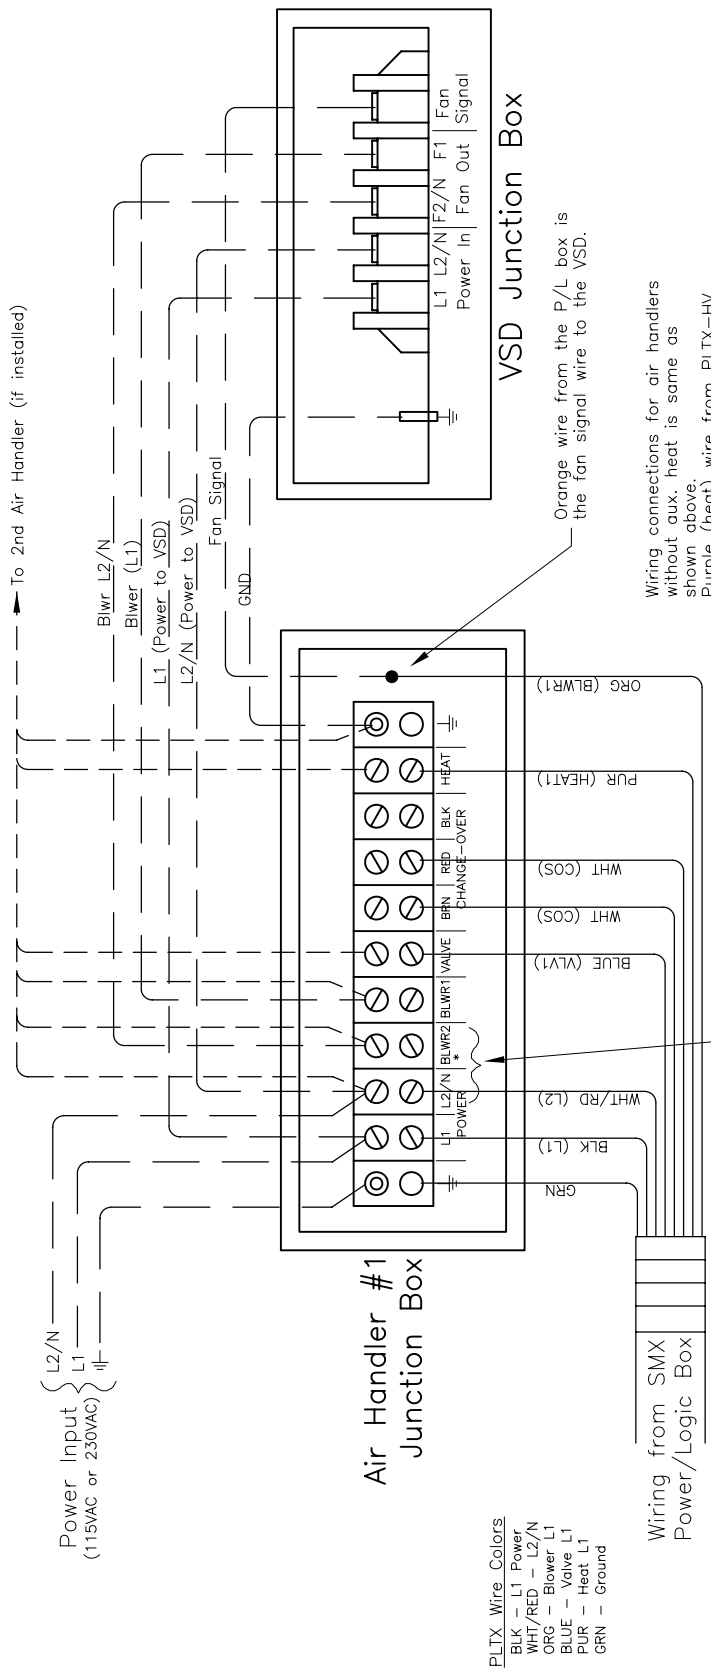 To 2nd Air Handler (if installed)
Blwr L2/N
Blwer (L1)
L1 (Power to VSD)
L2/N (Power to VSD)
Fan Signal
GND
Power Input
(115VAC or 230VAC)
L2/N
L1
Air Handler #1
Junction Box
L1
L2/N
POWER
BLWR2
*
BLWR1
VALVE
BRN
RED
BLK
CHANGE-OVER
HEAT
GRN
BLK (L1)
WHT/RD (L2)
BLUE (VLV1)
WHT (COS)
WHT (COS)
PUR (HEAT1)
ORG (BLWR1)
L1 L2/N F2/N F1 Fan
Power In Fan Out Signal
VSD Junction Box
Orange wire from the P/L box is
the fan signal wire to the VSD.
Wiring connections for air handlers
without aux. heat is same as
shown above.
Purple (heat) wire from PLTX-HV
PLTX Wire Colors
BLK - L1 Power
WHT/RED - L2/N
ORG - Blower L1
BLUE - Valve L1
PUR - Heat L1
GRN - Ground
Wiring from SMX
Power/Logic Box